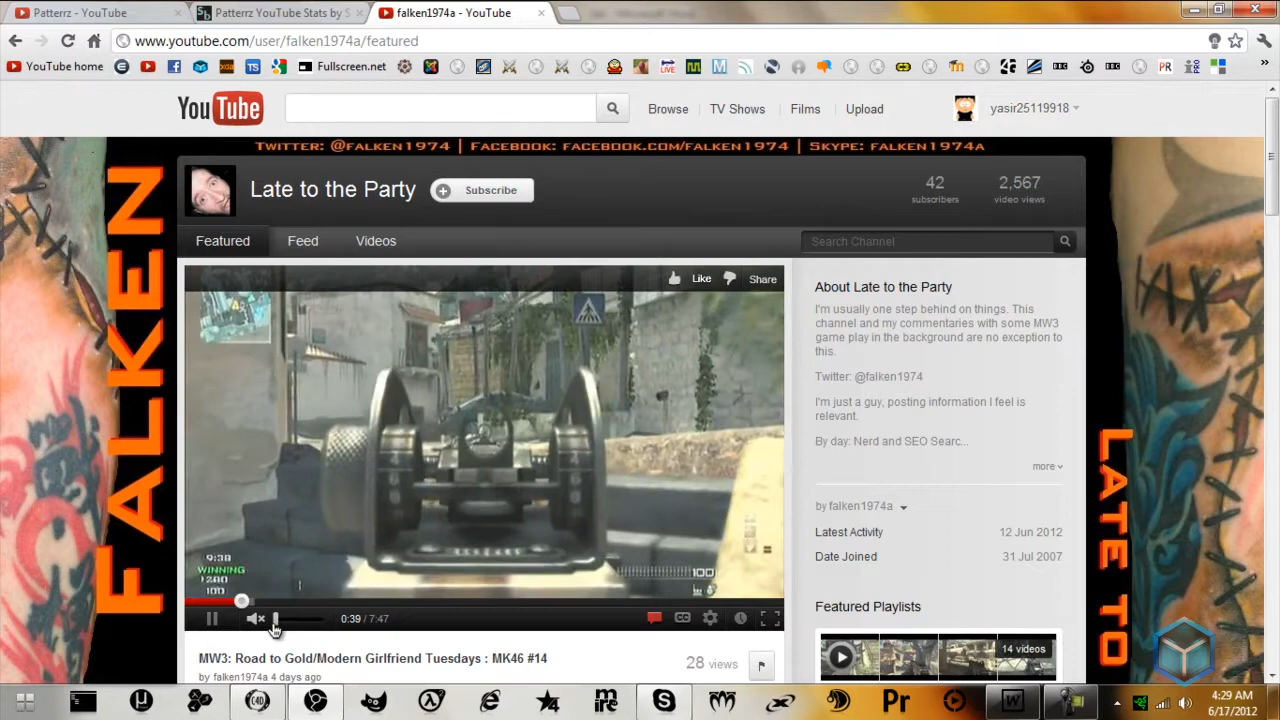 Patterrz - YouTube
Patterrz YouTube Stats by S
falken1974a - YouTube
www.youtube.com/user/falken1974a/featured
YouTube home
Fullscreen.net
YouTube
Browse
TV Shows
Films
Upload
yasir25119918
TWITTER: @FALKEN1974 | FACEBOOK: FACEBOOK.COM/FALKEN1974 | SKYPE: FALKEN1974A
FALKEN
Late to the Party
Subscribe
42
subscribers
2,567
video views
Featured
Feed
Videos
Search Channel
Like
Share
9:38
WINNING
100
0:39 / 7:47
CC
MW3: Road to Gold/Modern Girlfriend Tuesdays : MK46 #14
by falken1974a 4 days ago
28 views
About Late to the Party
I'm usually one step behind on things. This
channel and my commentaries with some MW3
game play in the background are no exception to
this.
Twitter: @falken1974
I'm just a guy, posting information I feel is
relevant.
By day: Nerd and SEO Searc...
more
by falken1974a
Latest Activity 12 Jun 2012
Date Joined 31 Jul 2007
Featured Playlists
14 videos
LATE TO
4:29 AM
6/17/2012